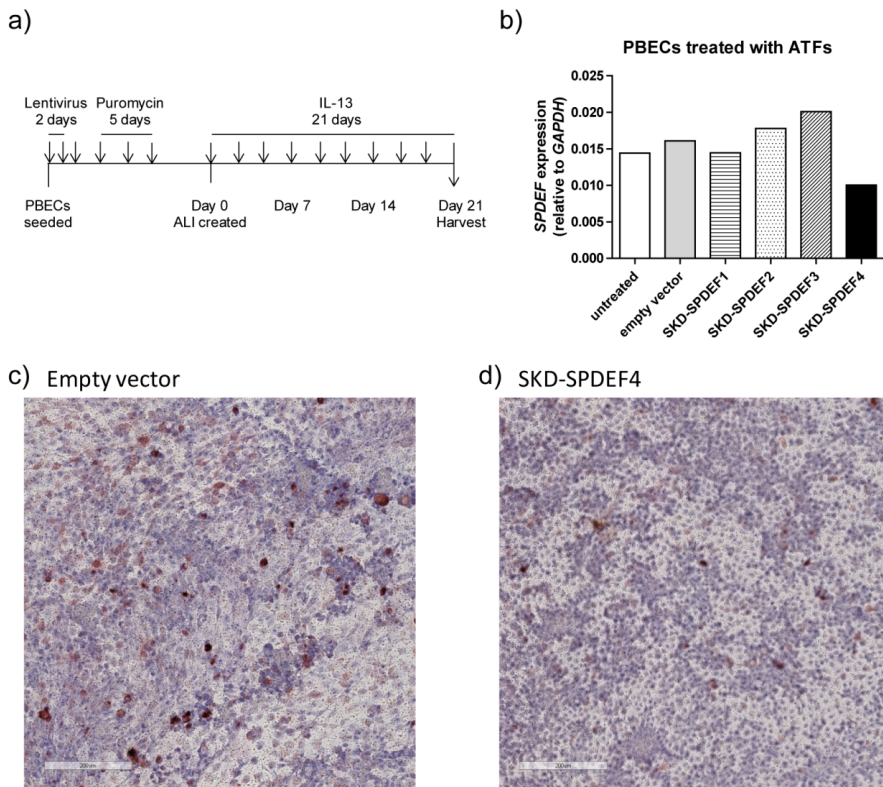 a)
Lentivirus
2 days
Puromycin
5 days
IL-13
21 days
PBECs
seeded
Day 0
ALI created
Day 7
Day 14
Day 21
Harvest
b)
PBECs treated with ATFs
SPDEF expression
(relative to GAPDH)
0.025
0.020
0.015
0.010
0.005
0.000
untreated
empty vector
SKD-SPDEF1
SKD-SPDEF2
SKD-SPDEF3
SKD-SPDEF4
c) Empty vector
200um
d) SKD-SPDEF4
200um